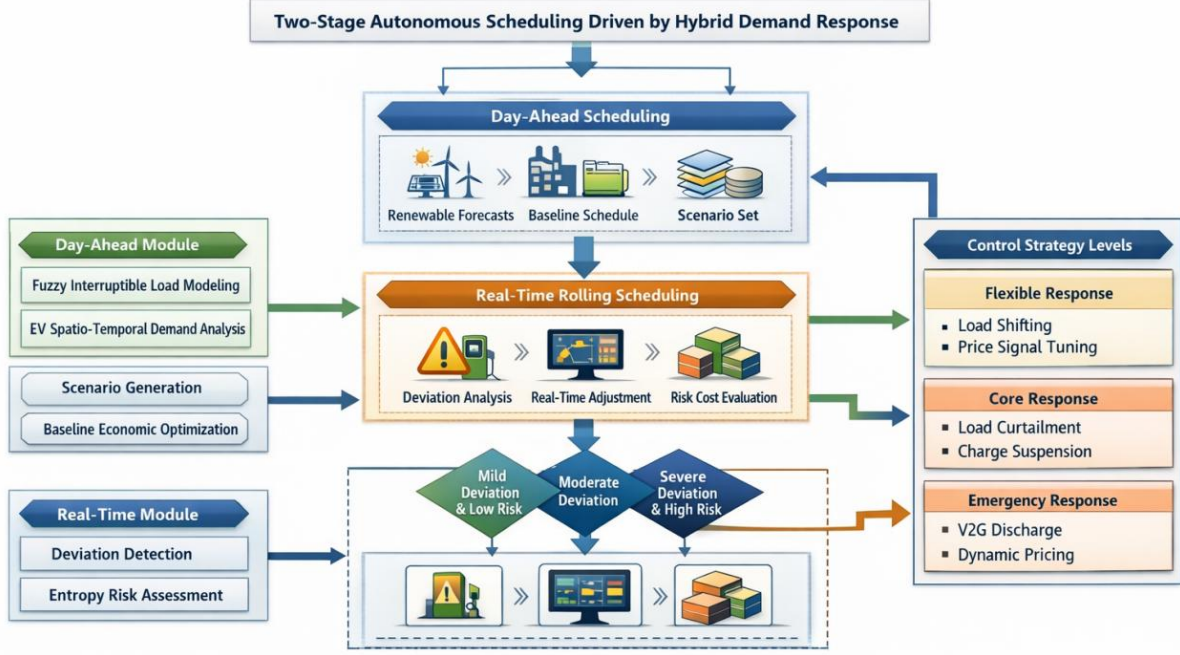 Two-Stage Autonomous Scheduling Driven by Hybrid Demand Response
Day-Ahead Scheduling
Renewable Forecasts
Baseline Schedule
Scenario Set
Day-Ahead Module
Fuzzy Interruptible Load Modeling
EV Spatio-Temporal Demand Analysis
Scenario Generation
Baseline Economic Optimization
Real-Time Module
Deviation Detection
Entropy Risk Assessment
Real-Time Rolling Scheduling
Deviation Analysis
Real-Time Adjustment
Risk Cost Evaluation
Mild
Deviation
& Low Risk
Moderate
Deviation
Severe
Deviation
& High Risk
Control Strategy Levels
Flexible Response
Load Shifting
Price Signal Tuning
Core Response
Load Curtailment
Charge Suspension
Emergency Response
V2G Discharge
Dynamic Pricing